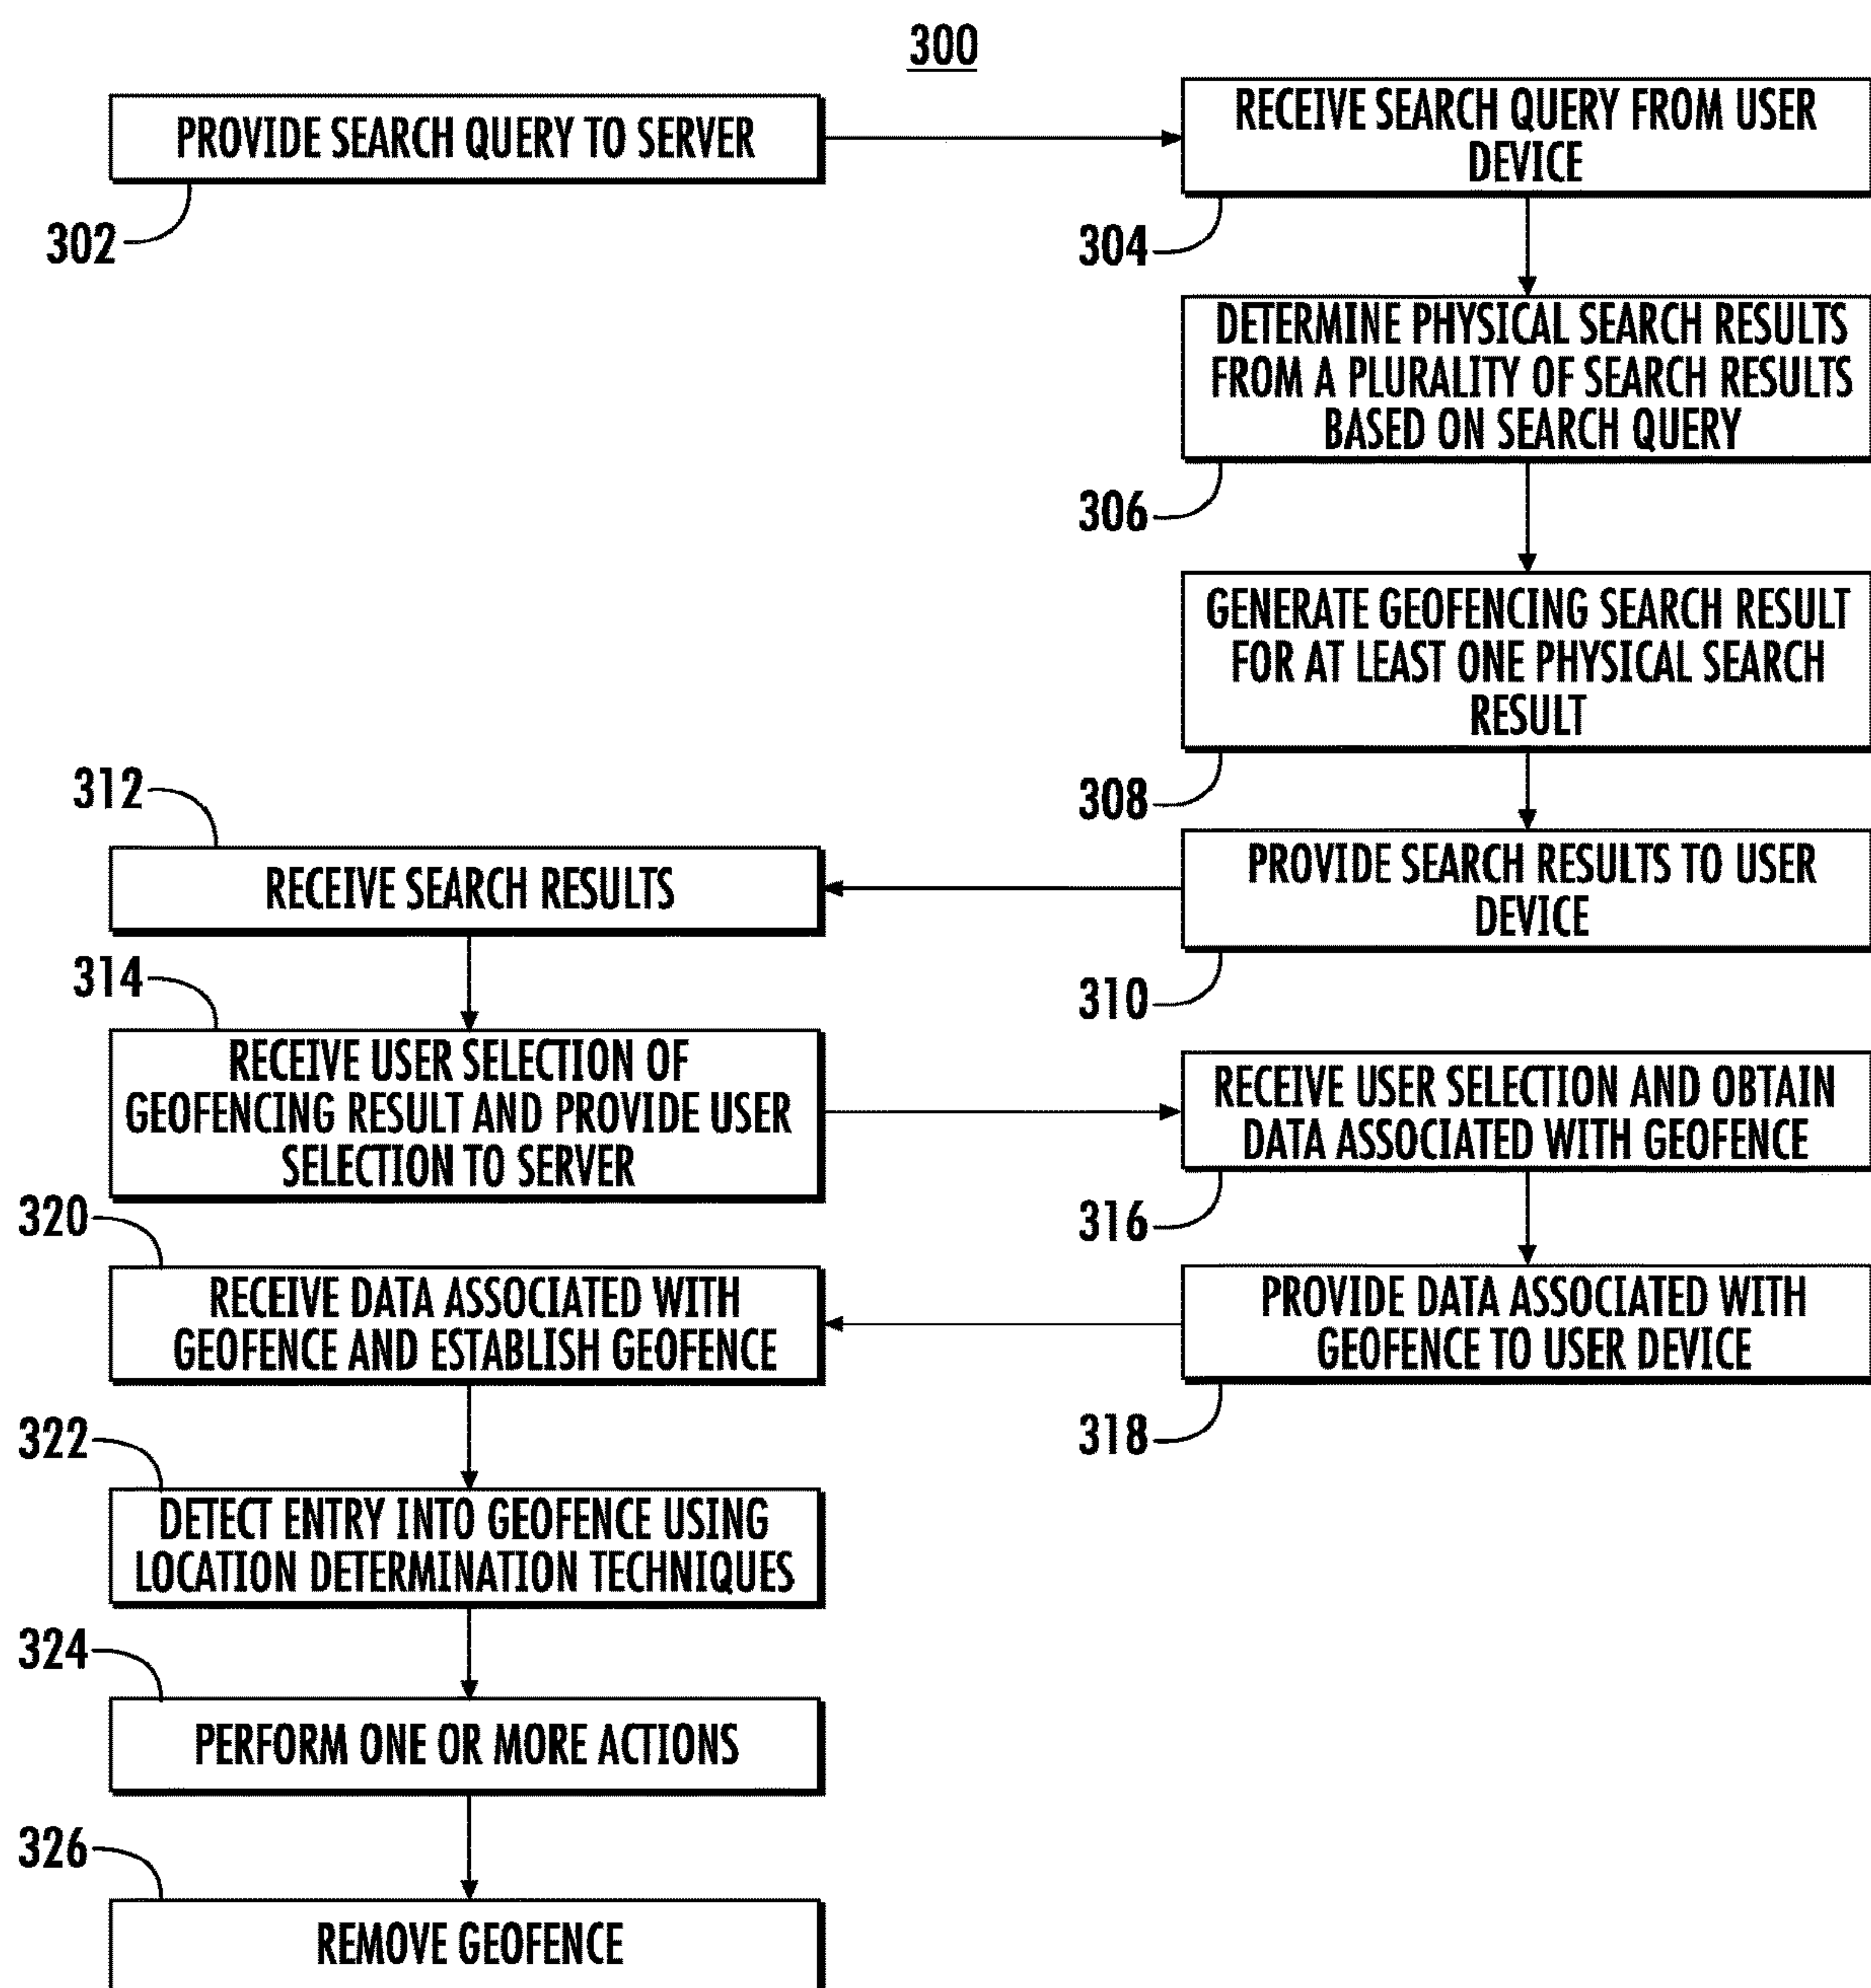 300
PROVIDE SEARCH QUERY TO SERVER
302
RECEIVE SEARCH QUERY FROM USER
DEVICE
304
DETERMINE PHYSICAL SEARCH RESULTS
FROM A PLURALITY OF SEARCH RESULTS
BASED ON SEARCH QUERY
306
GENERATE GEOFENCING SEARCH RESULT
FOR AT LEAST ONE PHYSICAL SEARCH
RESULT
308
PROVIDE SEARCH RESULTS TO USER
DEVICE
310
312
RECEIVE SEARCH RESULTS
314
RECEIVE USER SELECTION OF
GEOFENCING RESULT AND PROVIDE USER
SELECTION TO SERVER
RECEIVE USER SELECTION AND OBTAIN
DATA ASSOCIATED WITH GEOFENCE
316
PROVIDE DATA ASSOCIATED WITH
GEOFENCE TO USER DEVICE
318
320
RECEIVE DATA ASSOCIATED WITH
GEOFENCE AND ESTABLISH GEOFENCE
322
DETECT ENTRY INTO GEOFENCE USING
LOCATION DETERMINATION TECHNIQUES
324
PERFORM ONE OR MORE ACTIONS
326
REMOVE GEOFENCE